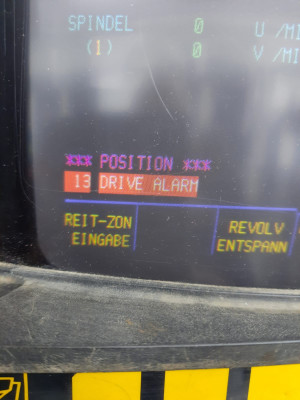 SPINDEL 0 U /MI
(1) 0 V /MI
*** POSITION ***
13 DRIVE ALARM
REIT-ZON REVOLV
EINGABE ENTSPANN